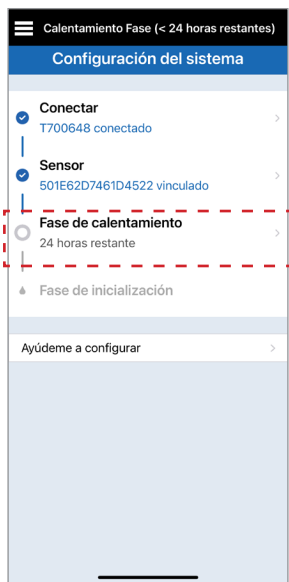 Calentamiento Fase (< 24 horas restantes)
Configuración del sistema
Conectar
T700648 conectado
Sensor
501E62D7461D4522 vinculado
Fase de calentamiento
24 horas restante
Fase de inicialización
Ayúdeme a configurar